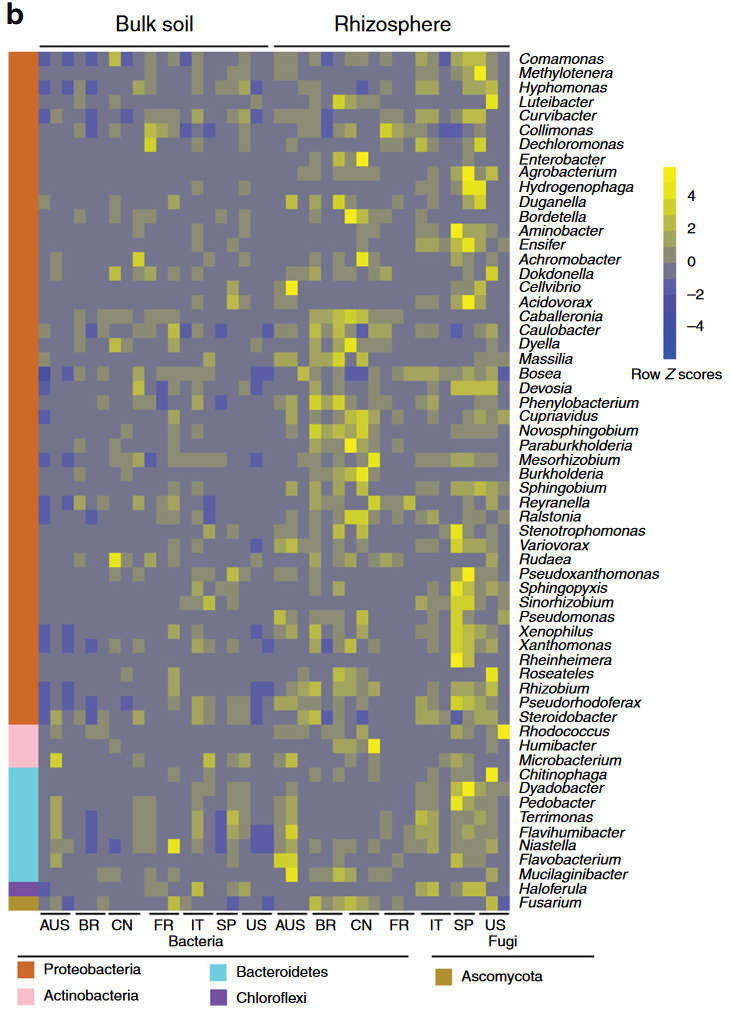 b
Bulk soil
Rhizosphere
Comamonas
Methylotenera
Hyphomonas
Luteibacter
Curvibacter
Collimonas
Dechloromonas
Enterobacter
Agrobacterium
Hydrogenophaga
Duganella
Bordetella
Aminobacter
Ensifer
Achromobacter
Dokdonella
Cellvibrio
Acidovorax
Caballeronia
Caulobacter
Dyella
Massilia
Bosea
Devosia
Phenylobacterium
Cupriavidus
Novosphingobium
Paraburkholderia
Mesorhizobium
Burkholderia
Sphingobium
Reyranella
Ralstonia
Stenotrophomonas
Variovorax
Rudaea
Pseudoxanthomonas
Sphingopyxis
Sinorhizobium
Pseudomonas
Xenophilus
Xanthomonas
Rheinheimera
Roseateles
Rhizobium
Pseudorhodoferax
Steroidobacter
Rhodococcus
Humibacter
Microbacterium
Chitinophaga
Dyadobacter
Pedobacter
Terrimonas
Flavihumibacter
Niastella
Flavobacterium
Mucilaginibacter
Haloferula
Fusarium
4
2
0
−2
−4
Row Z scores
AUS BR CN FR IT SP US AUS BR CN FR IT SP US
Bacteria
Fugi
Proteobacteria
Bacteroidetes
Ascomycota
Actinobacteria
Chloroflexi